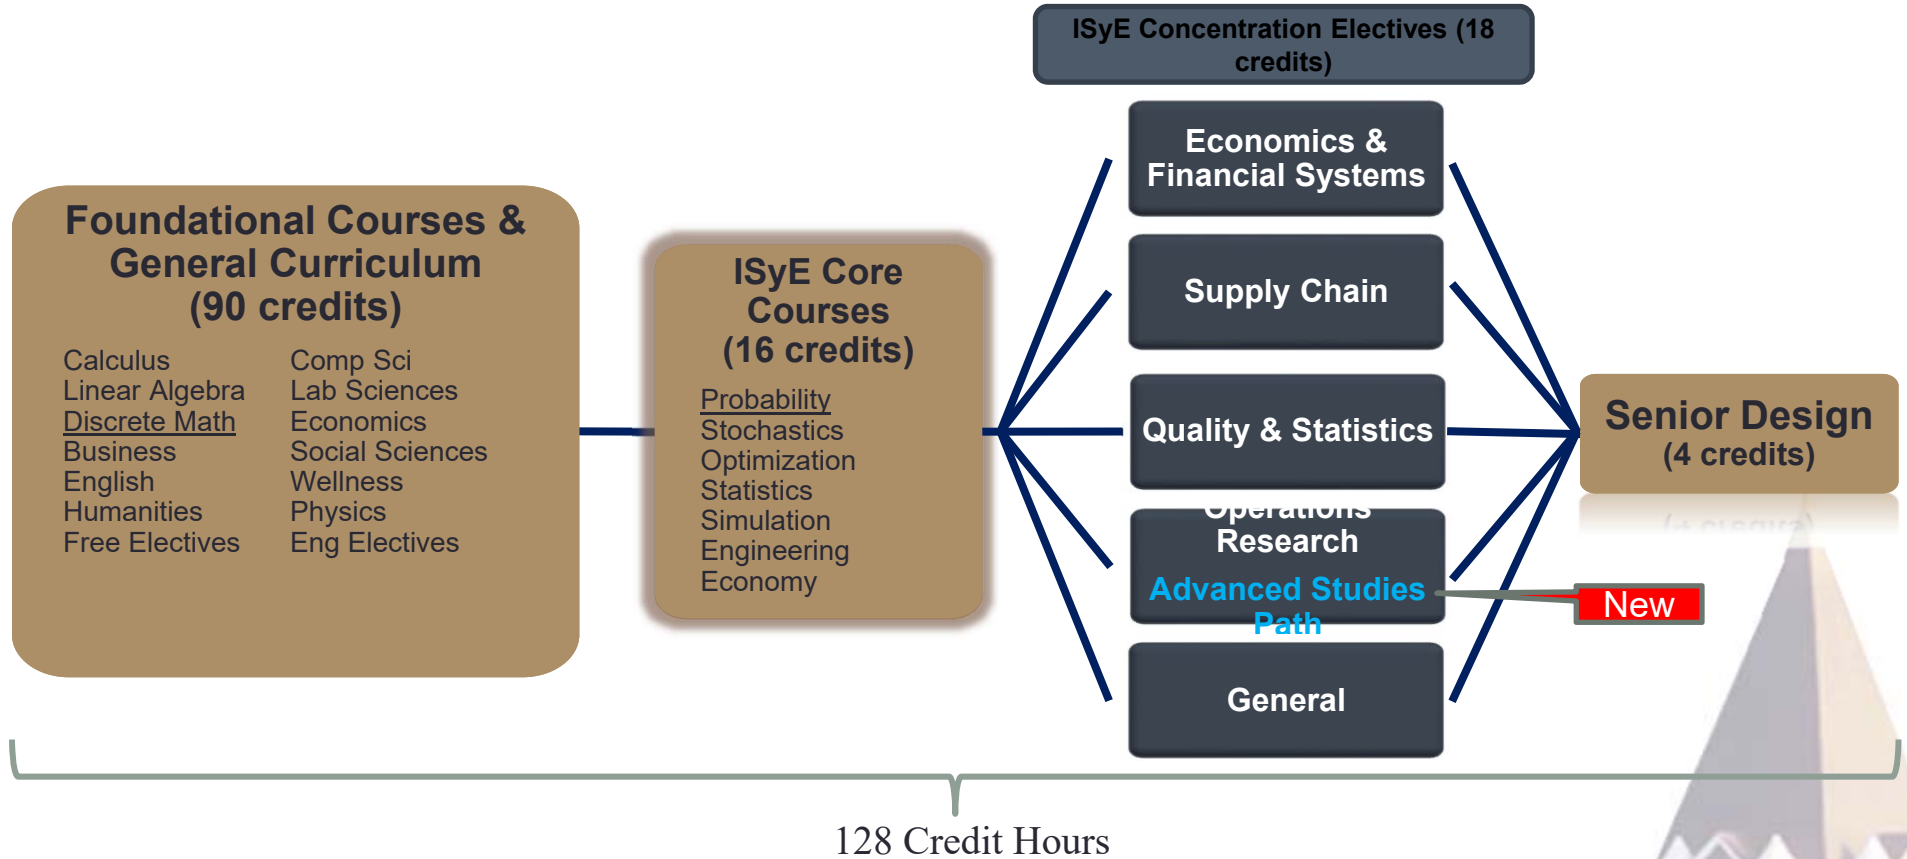 ISyE Concentration Electives (18
credits)
Foundational Courses &
General Curriculum
(90 credits)
Calculus
Linear Algebra
Discrete Math
Business
English
Humanities
Free Electives
Comp Sci
Lab Sciences
Economics
Social Sciences
Wellness
Physics
Eng Electives
ISyE Core
Courses
(16 credits)
Probability
Stochastics
Optimization
Statistics
Simulation
Engineering
Economy
Economics &
Financial Systems
Supply Chain
Quality & Statistics
Operations
Research
Advanced Studies
Path
General
New
Senior Design
(4 credits)
128 Credit Hours